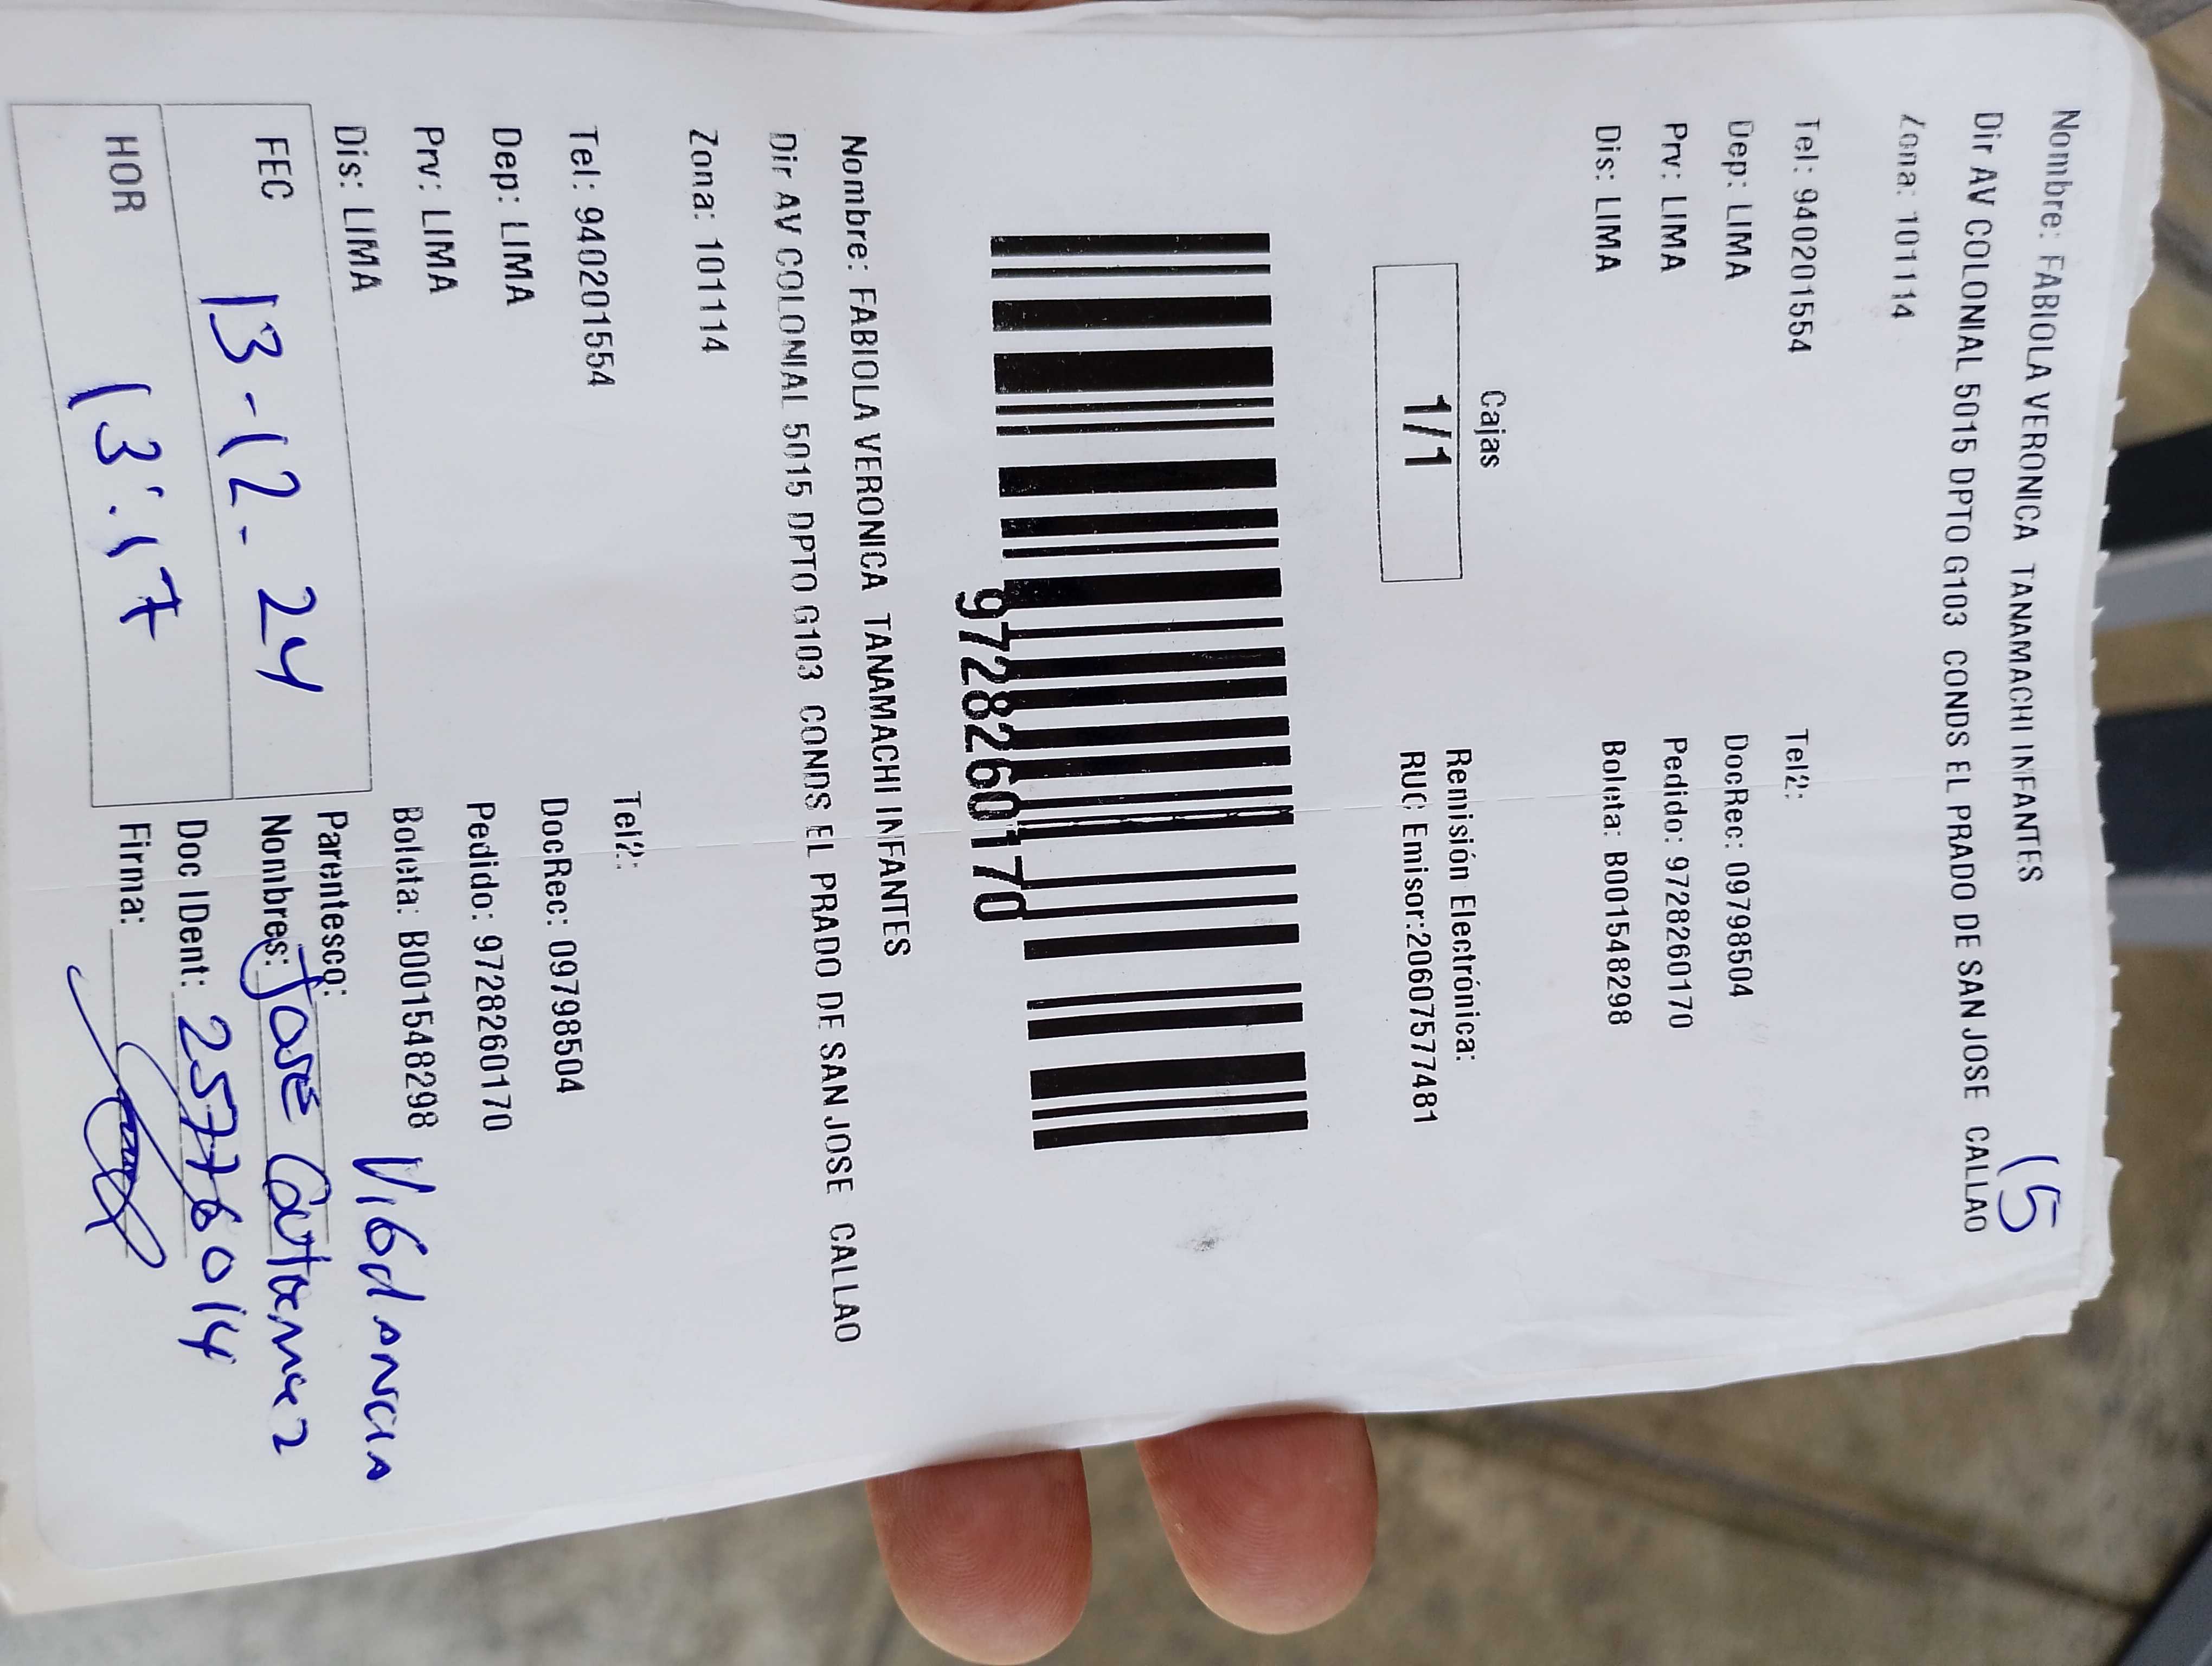 Nombre: FABIOLA VERONICA TANAMACHI INFANTES
15
Dir AV COLONIAL 5015 DPTO G103 CONDS EL PRADO DE SAN JOSE CALLAO
Zona: 101114
Tel: 940201554 Tel2:
Dep: LIMA DocRec: 09798504
Prv: LIMA Pedido: 9728260170
Dis: LIMA Boleta: B001548298
Cajas Remisión Electrónica:
1/1 RUC Emisor:20607577481
9728260170
Nombre: FABIOLA VERONICA TANAMACHI INFANTES
Dir AV COLONIAL 5015 DPTO G103 CONDS EL PRADO DE SAN JOSE CALLAO
Zona: 101114
Tel: 940201554 Tel2:
Dep: LIMA DocRec: 09798504
Prv: LIMA Pedido: 9728260170
Dis: LIMA Boleta: B001548298
Parentesco: Vigilancia
FEC 13-12-24 Nombres: José
HOR 13:17 Doc IDent: 25776014
Firma: